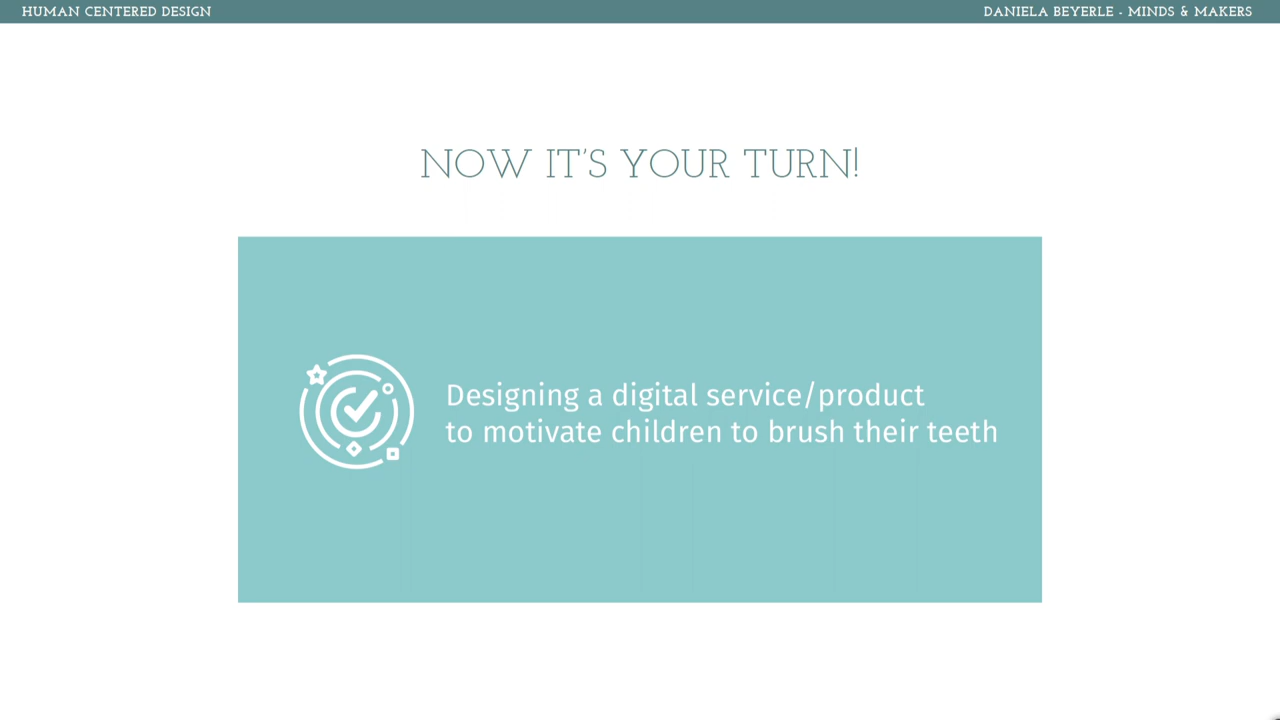 HUMAN CENTERED DESIGN
DANIELA BEYERLE - MINDS & MAKERS
NOW IT'S YOUR TURN!
Designing a digital service/product
to motivate children to brush their teeth